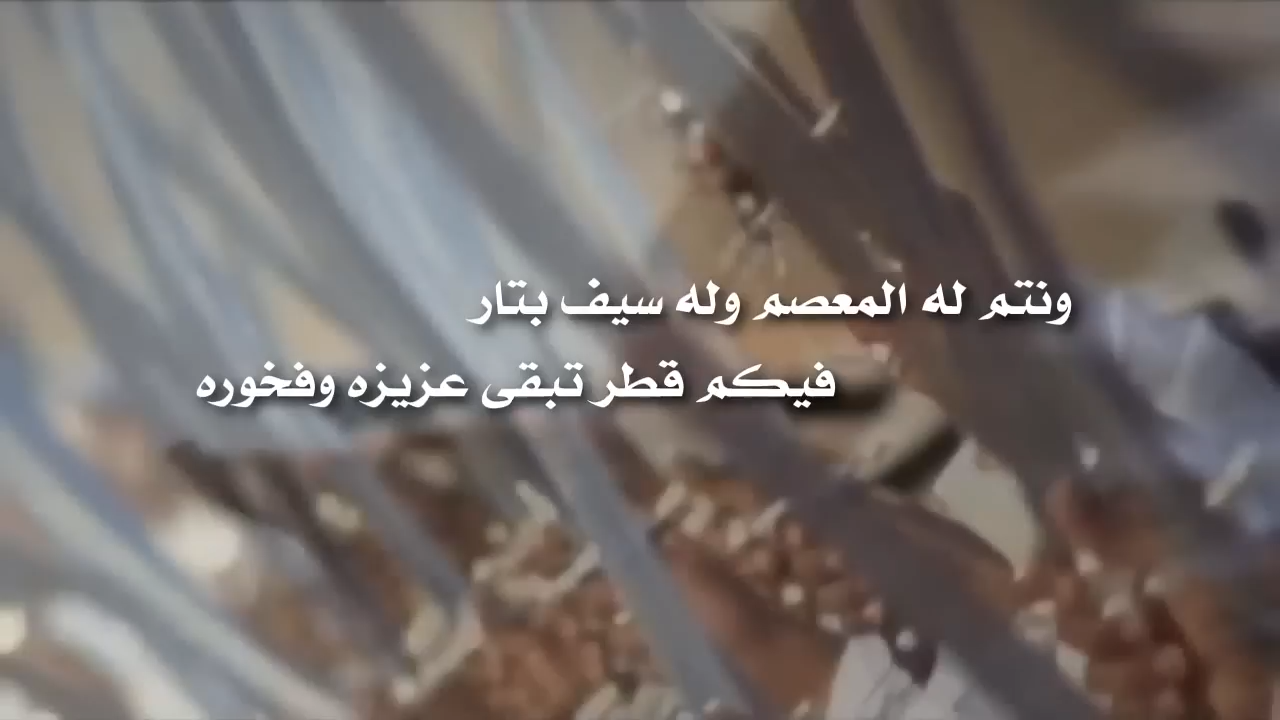 ونتم له المعصم وله سيف بتار
فيكم قطر تبقى عزيزه وفخوره